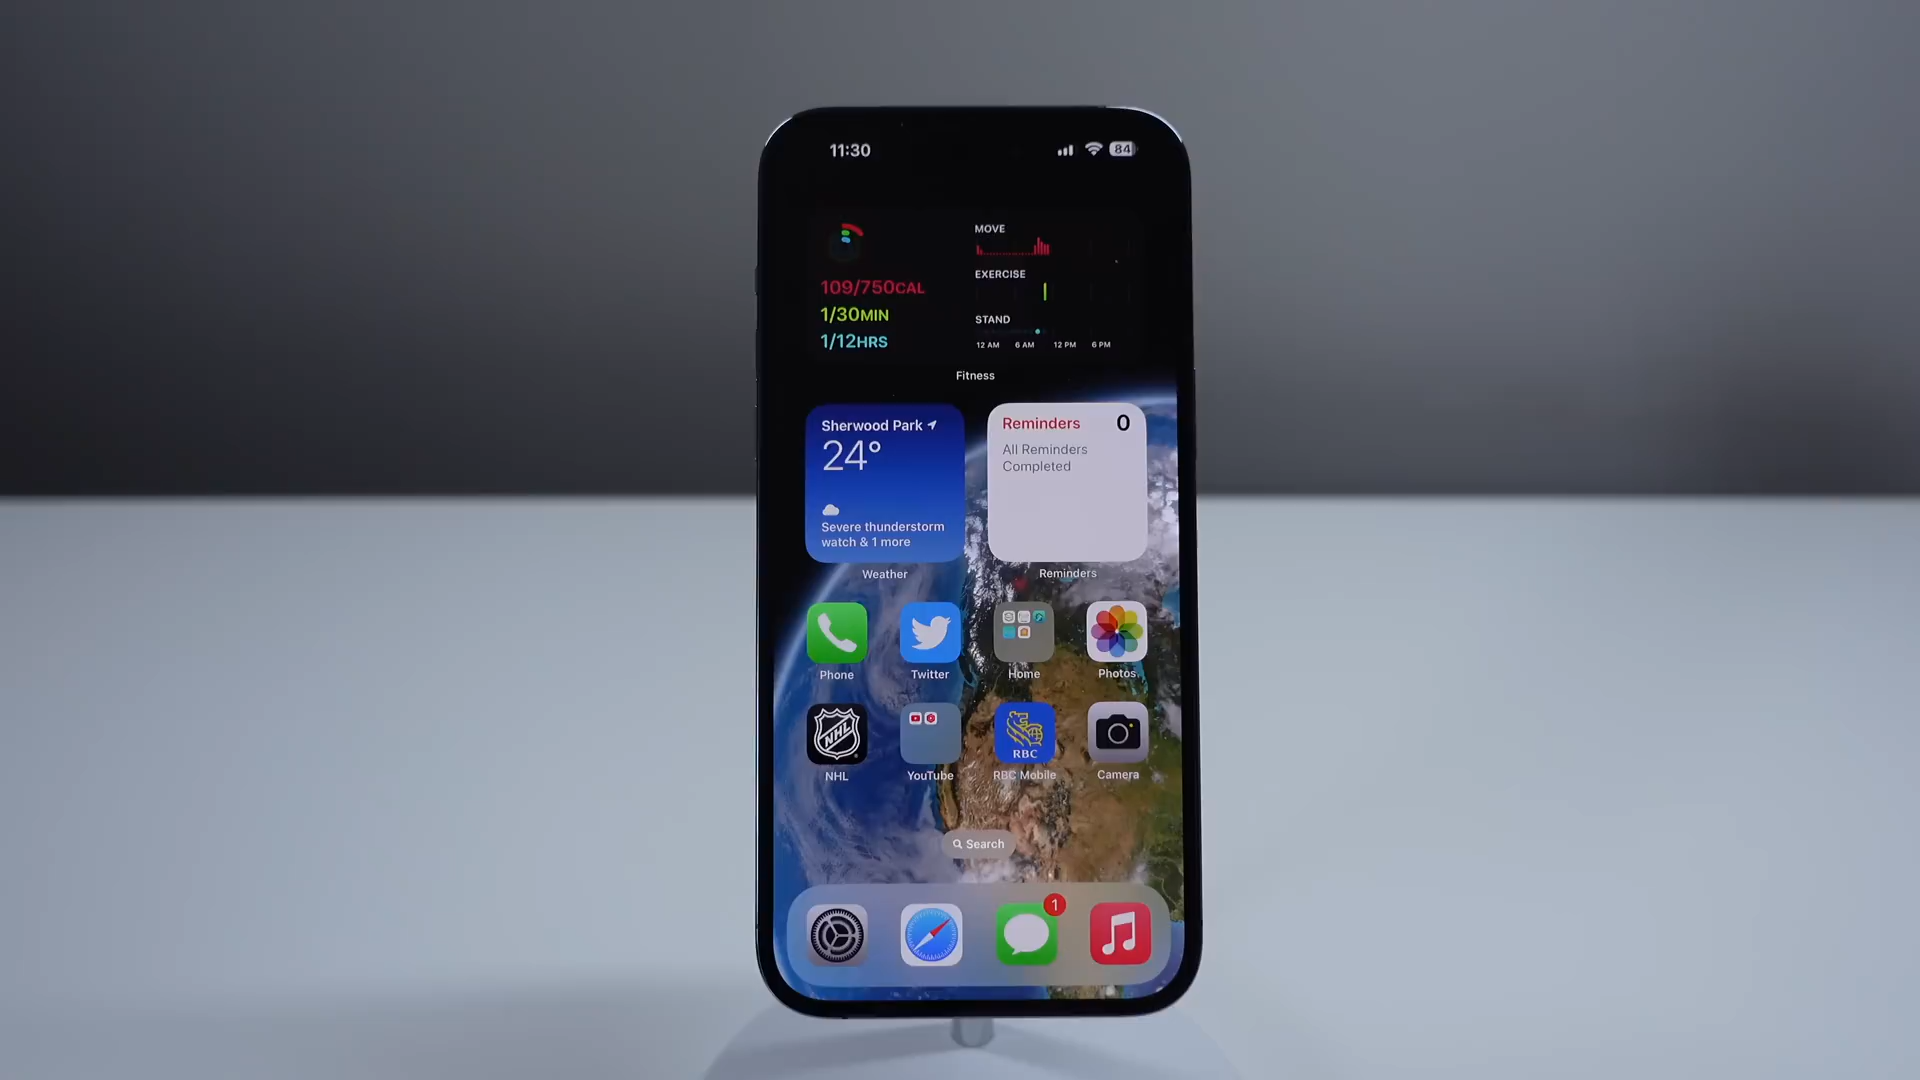 11:30
84
MOVE
109/750CAL
EXERCISE
1/30MIN
STAND
1/12HRS
12 AM 6 AM 12 PM 6 PM
Fitness
Sherwood Park
24°
Severe thunderstorm
watch & 1 more
Weather
Reminders 0
All Reminders
Completed
Reminders
Phone Twitter Home Photos
NHL
RBC
NHL YouTube RBC Mobile Camera
Search
1